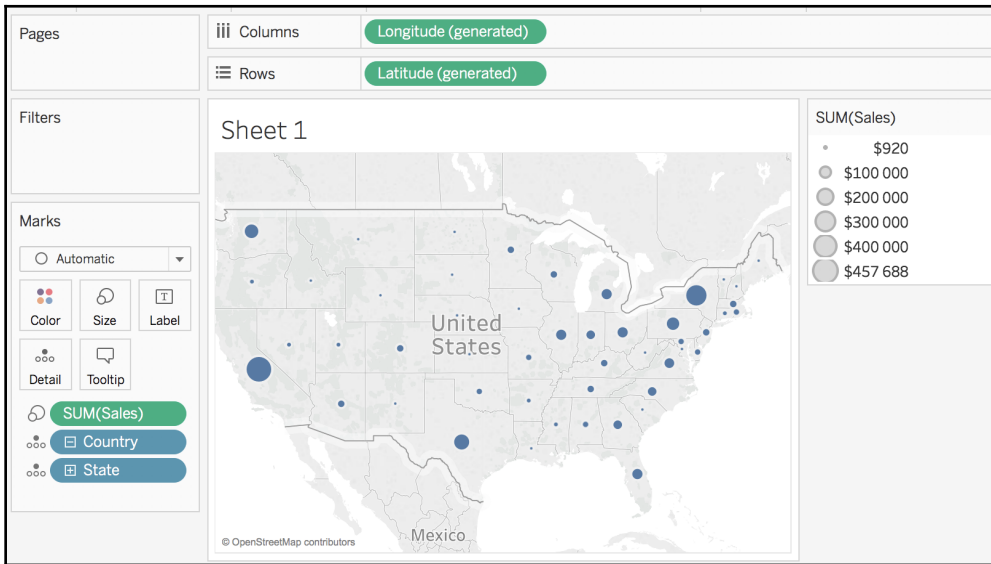 Pages
Columns
Longitude (generated)
Rows
Latitude (generated)
Filters
Marks
Automatic
Color
Size
T
Label
Detail
Tooltip
SUM(Sales)
Country
State
Sheet 1
United
States
Mexico
© OpenStreetMap contributors
SUM(Sales)
$920
$100 000
$200 000
$300 000
$400 000
$457 688